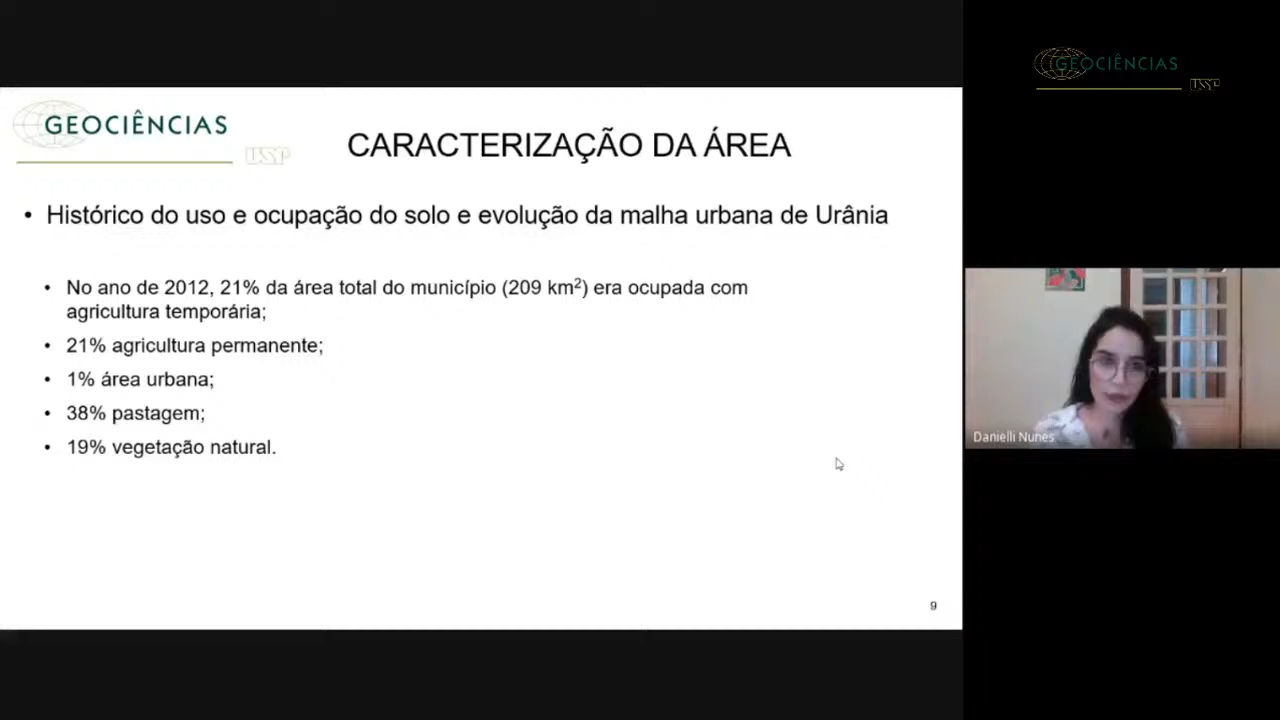 GEOCIÊNCIAS
USP
CARACTERIZAÇÃO DA ÁREA
• Histórico do uso e ocupação do solo e evolução da malha urbana de Urânia
• No ano de 2012, 21% da área total do município (209 km²) era ocupada com
agricultura temporária;
• 21% agricultura permanente;
• 1% área urbana;
• 38% pastagem;
• 19% vegetação natural.
9
GEOCIÊNCIAS
USP
Danielli Nunes